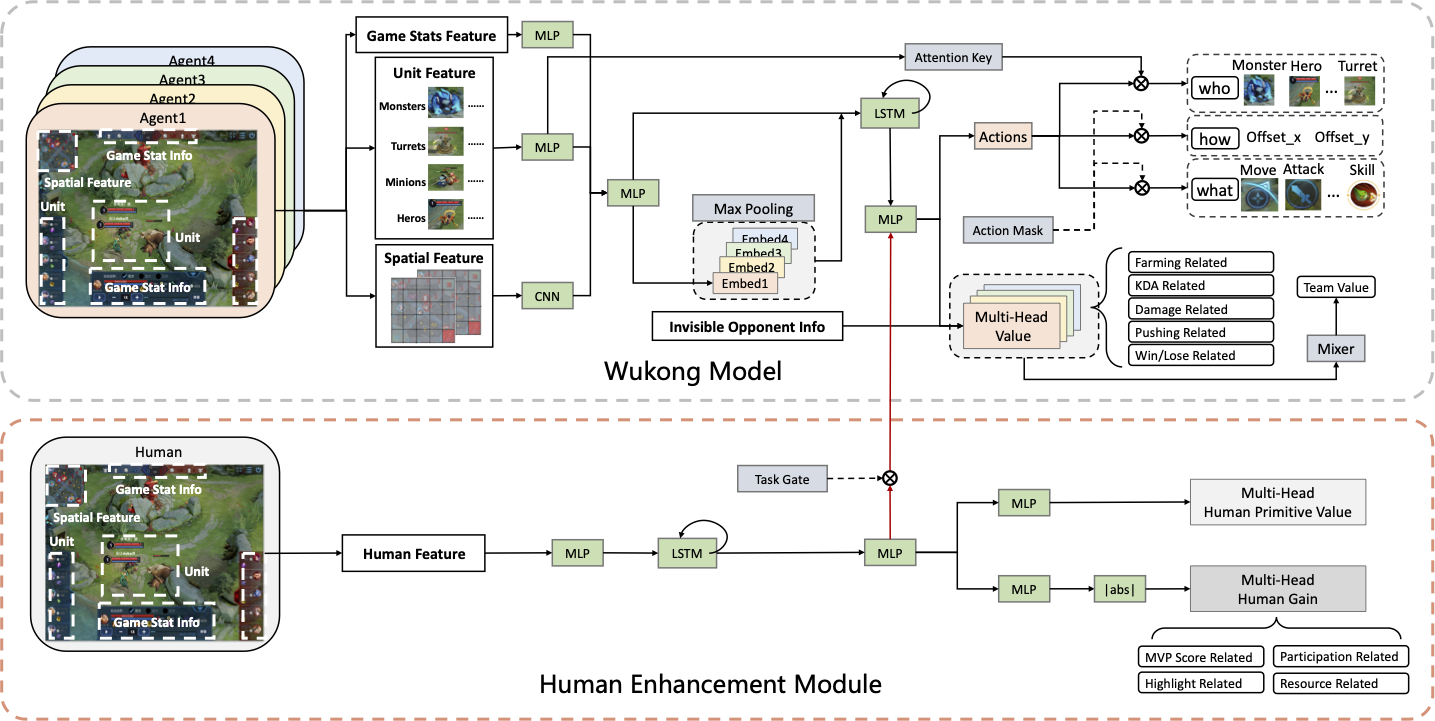 Agent4
Agent3
Agent2
Agent1
Game Stat Info
Spatial Feature
Unit
Unit
Game Stat Info
Game Stats Feature
MLP
Unit Feature
Monsters
......
Turrets
......
Minions
......
Heros
......
MLP
Spatial Feature
CNN
MLP
Max Pooling
Embed4
Embed3
Embed2
Embed1
Invisible Opponent Info
LSTM
MLP
Attention Key
Actions
Action Mask
Multi-Head
Value
who
Monster Hero ... Turret
how
Offset_x Offset_y
what
Move Attack ... Skill
Farming Related
KDA Related
Damage Related
Pushing Related
Win/Lose Related
Team Value
Mixer
Wukong Model
Human
Game Stat Info
Spatial Feature
Unit
Unit
Game Stat Info
Human Feature
MLP
LSTM
Task Gate
MLP
MLP
Multi-Head
Human Primitive Value
MLP
|abs|
Multi-Head
Human Gain
MVP Score Related
Participation Related
Highlight Related
Resource Related
Human Enhancement Module